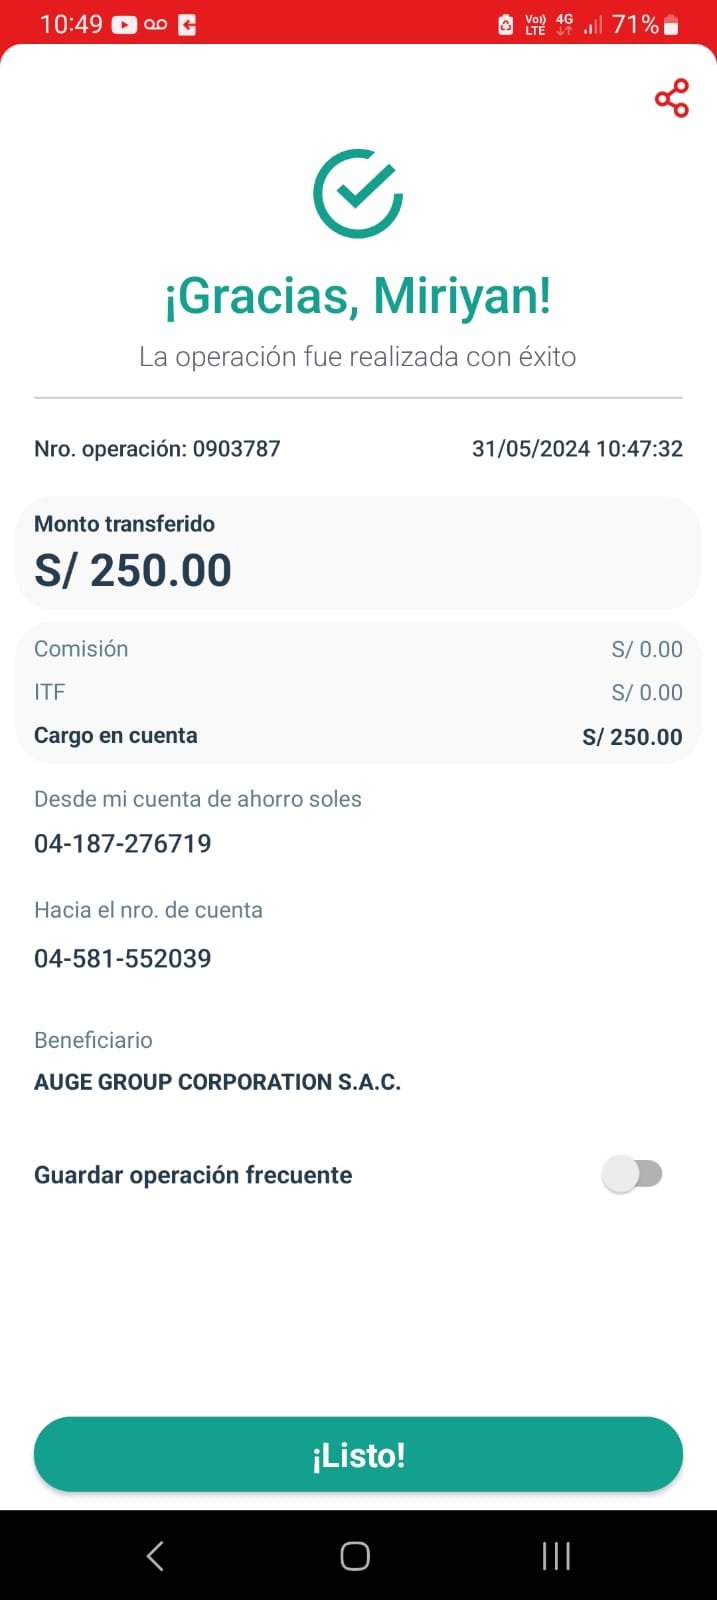 10:49
Vo)) LTE 4G 71%
¡Gracias, Miriyan!
La operación fue realizada con éxito
Nro. operación: 0903787 31/05/2024 10:47:32
Monto transferido
S/ 250.00
Comisión S/ 0.00
ITF S/ 0.00
Cargo en cuenta S/ 250.00
Desde mi cuenta de ahorro soles
04-187-276719
Hacia el nro. de cuenta
04-581-552039
Beneficiario
AUGE GROUP CORPORATION S.A.C.
Guardar operación frecuente
¡Listo!